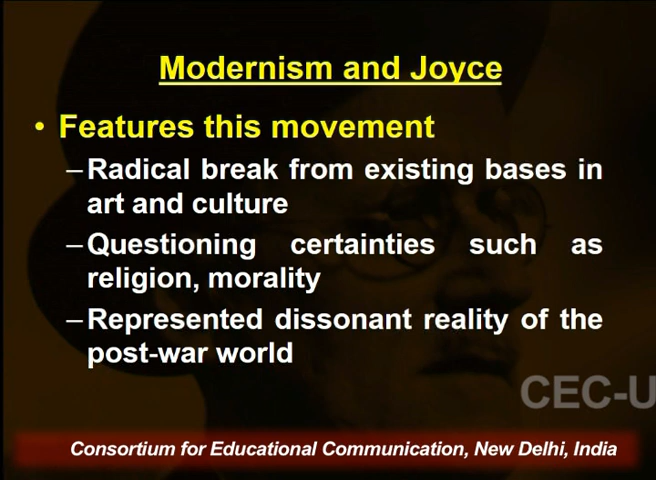 Modernism and Joyce
• Features this movement
–Radical break from existing bases in
art and culture
–Questioning certainties such as
religion, morality
–Represented dissonant reality of the
post-war world
CEC-U
Consortium for Educational Communication, New Delhi, India